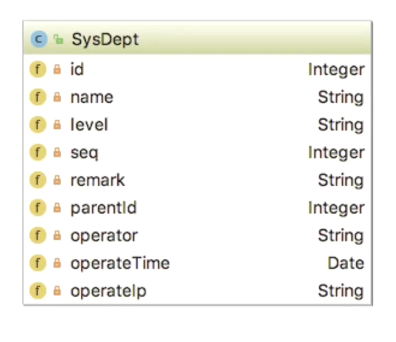 C SysDept
f id Integer
f name String
f level String
f seq Integer
f remark String
f parentId Integer
f operator String
f operateTime Date
f operateIp String